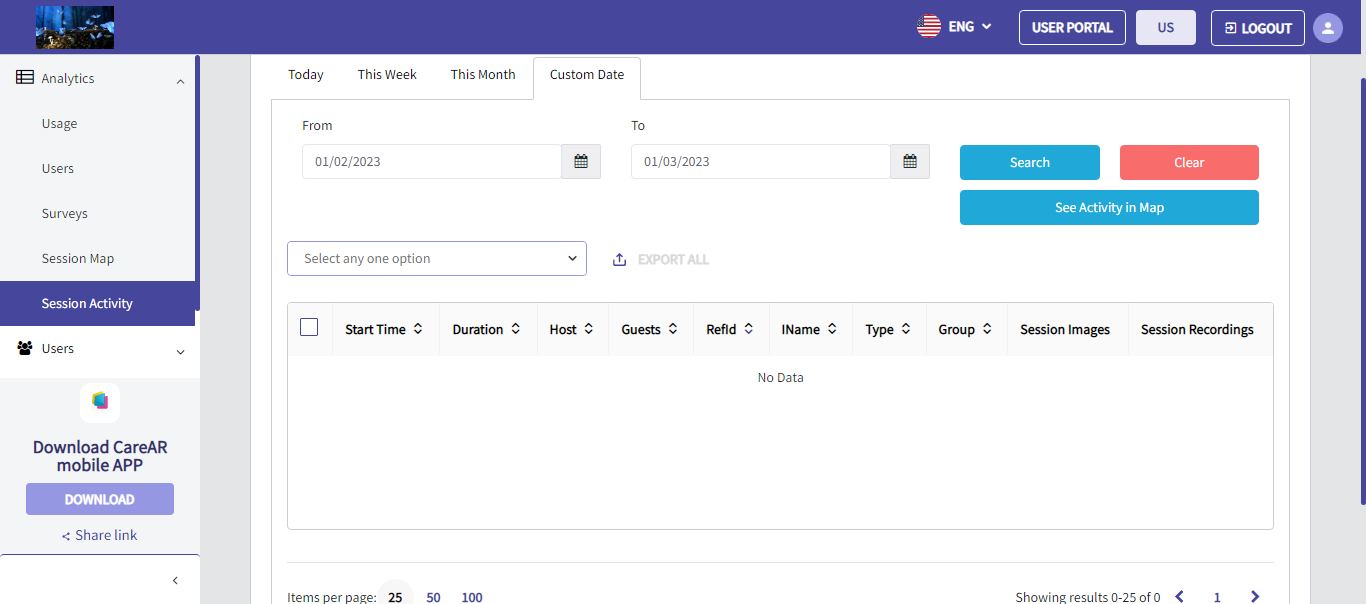 ENG
USER PORTAL
US
LOGOUT
Analytics
Usage
Users
Surveys
Session Map
Session Activity
Users
Download CareAR
mobile APP
DOWNLOAD
Share link
Today This Week This Month Custom Date
From To
01/02/2023 01/03/2023 Search Clear
See Activity in Map
Select any one option EXPORT ALL
Start Time Duration Host Guests RefId IName Type Group Session Images Session Recordings
No Data
Items per page: 25 50 100 Showing results 0-25 of 0 1